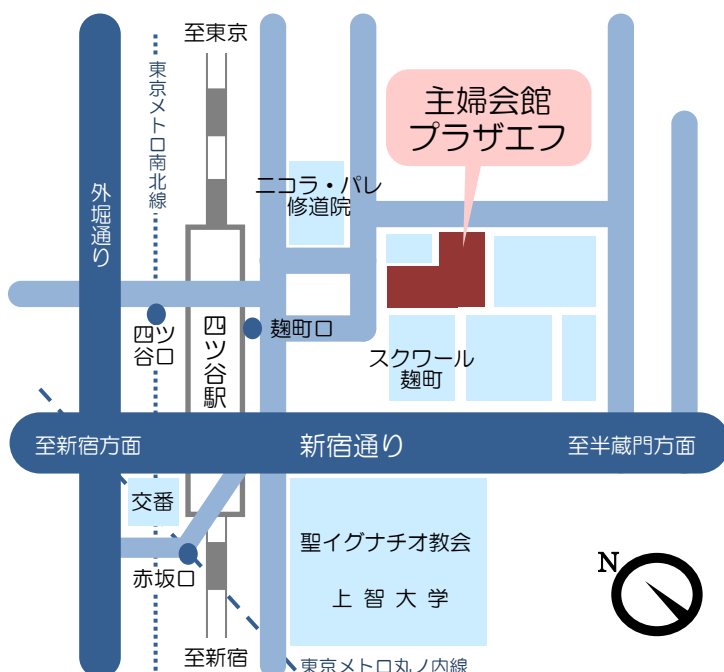 至東京
東京メトロ南北線
主婦会館
プラザエフ
ニコラ・パレ
修道院
外堀通り
四ツ
谷口
四ツ谷駅
麹町口
スクワール
麹町
至新宿方面
新宿通り
至半蔵門方面
交番
聖イグナチオ教会
上智大学
赤坂口
N
至新宿
東京メトロ丸ノ内線